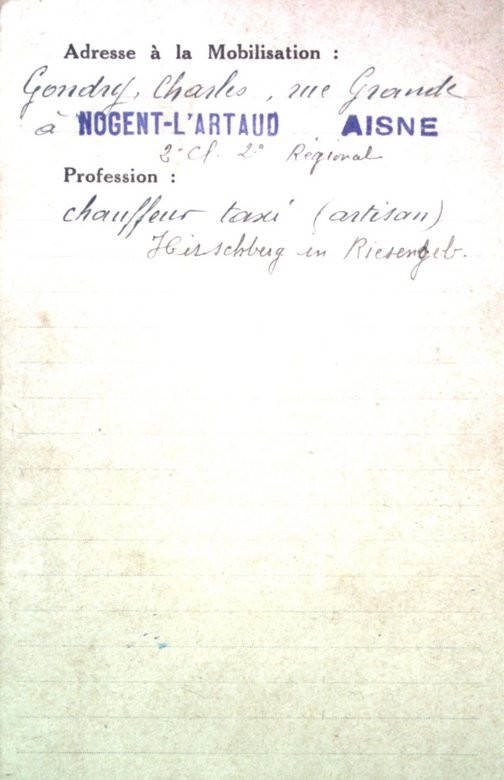 Adresse à la Mobilisation :
Gondry, Charles, rue Grande
à NOGENT-L'ARTAUD AISNE
2e Cl. 2° Régional
Profession :
chauffeur taxi (artisan)
Hirschberg in Riesengeb.